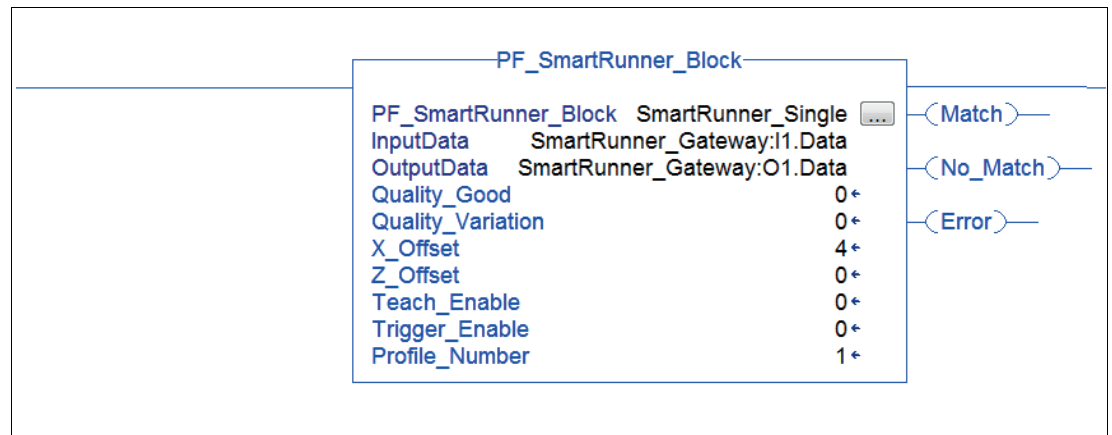 PF_SmartRunner_Block
PF_SmartRunner_Block SmartRunner_Single ... Match
InputData SmartRunner_Gateway:I1.Data
OutputData SmartRunner_Gateway:O1.Data No_Match
Quality_Good 0
Quality_Variation 0 Error
X_Offset 4
Z_Offset 0
Teach_Enable 0
Trigger_Enable 0
Profile_Number 1